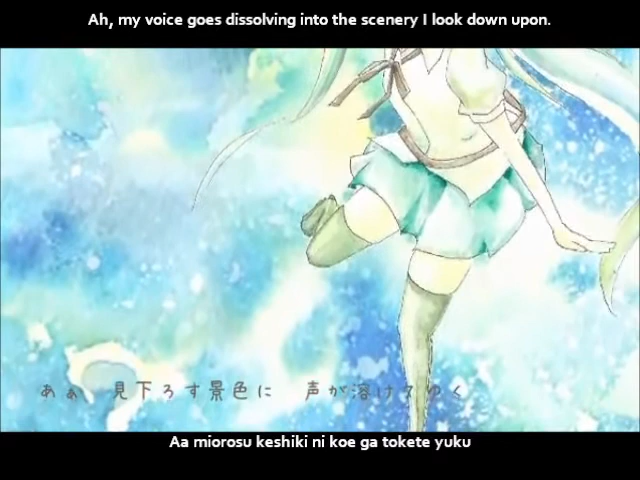 Ah, my voice goes dissolving into the scenery I look down upon.
あぁ 見下ろす景色に 声が溶けてゆく
Aa miorosu keshiki ni koe ga tokete yuku